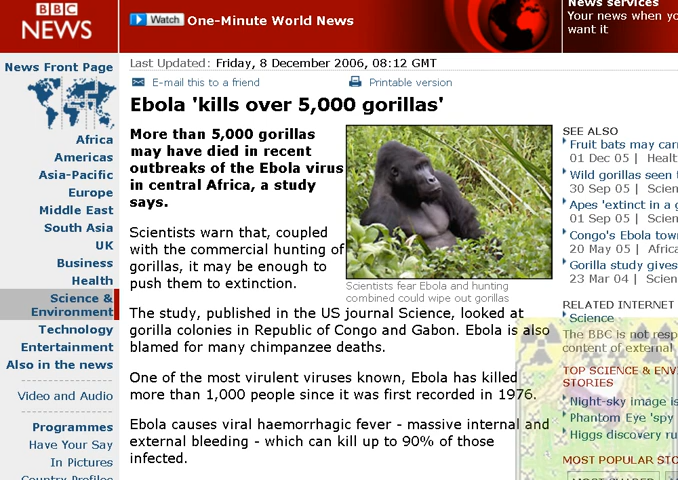 BBC
NEWS
Watch One-Minute World News
News services
Your news when yo
want it
News Front Page
Africa
Americas
Asia-Pacific
Europe
Middle East
South Asia
UK
Business
Health
Science &
Environment
Technology
Entertainment
Also in the news
Video and Audio
Programmes
Have Your Say
In Pictures
Country Profiles
Last Updated: Friday, 8 December 2006, 08:12 GMT
E-mail this to a friend
Printable version
Ebola 'kills over 5,000 gorillas'
More than 5,000 gorillas
may have died in recent
outbreaks of the Ebola virus
in central Africa, a study
says.
Scientists warn that, coupled
with the commercial hunting of
gorillas, it may be enough to
push them to extinction.
Scientists fear Ebola and hunting
combined could wipe out gorillas
The study, published in the US journal Science, looked at
gorilla colonies in Republic of Congo and Gabon. Ebola is also
blamed for many chimpanzee deaths.
One of the most virulent viruses known, Ebola has killed
more than 1,000 people since it was first recorded in 1976.
Ebola causes viral haemorrhagic fever - massive internal and
external bleeding - which can kill up to 90% of those
infected.
SEE ALSO
Fruit bats may carr
01 Dec 05 | Healt
Wild gorillas seen t
30 Sep 05 | Scien
Apes 'extinct in a g
01 Sep 05 | Scien
Congo's Ebola tow
20 May 05 | Africa
Gorilla study gives
23 Mar 04 | Scien
RELATED INTERNET
Science
The BBC is not resp
content of external
TOP SCIENCE & ENVI
STORIES
Night-sky image is
Phantom Eye 'spy
Higgs discovery ru
MOST POPULAR STO